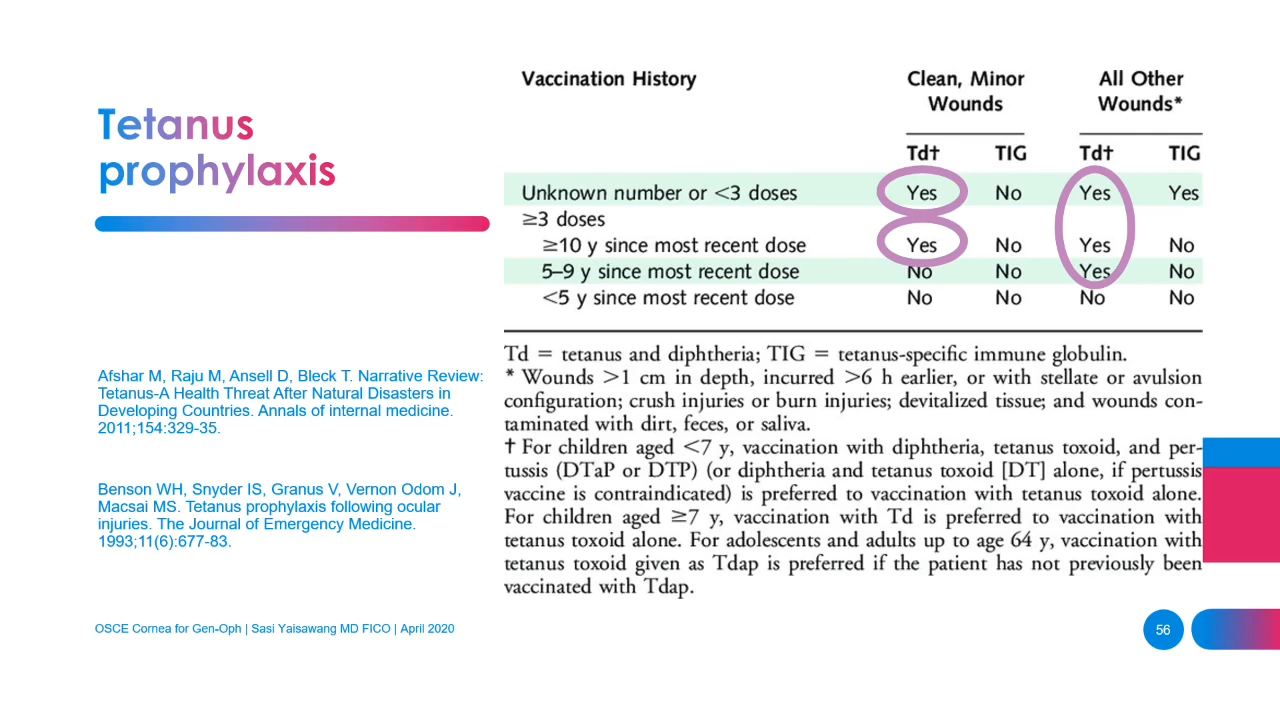 Tetanus
prophylaxis
Afshar M, Raju M, Ansell D, Bleck T. Narrative Review:
Tetanus-A Health Threat After Natural Disasters in
Developing Countries. Annals of internal medicine.
2011;154:329-35.
Benson WH, Snyder IS, Granus V, Vernon Odom J,
Macsai MS. Tetanus prophylaxis following ocular
injuries. The Journal of Emergency Medicine.
1993;11(6):677-83.
Vaccination History Clean, Minor All Other
Wounds Wounds*
Td† TIG Td† TIG
Unknown number or <3 doses Yes No Yes Yes
≥3 doses
≥10 y since most recent dose Yes No Yes No
5–9 y since most recent dose No No Yes No
<5 y since most recent dose No No No No
Td = tetanus and diphtheria; TIG = tetanus-specific immune globulin.
* Wounds >1 cm in depth, incurred >6 h earlier, or with stellate or avulsion
configuration; crush injuries or burn injuries; devitalized tissue; and wounds con-
taminated with dirt, feces, or saliva.
† For children aged <7 y, vaccination with diphtheria, tetanus toxoid, and per-
tussis (DTaP or DTP) (or diphtheria and tetanus toxoid [DT] alone, if pertussis
vaccine is contraindicated) is preferred to vaccination with tetanus toxoid alone.
For children aged ≥7 y, vaccination with Td is preferred to vaccination with
tetanus toxoid alone. For adolescents and adults up to age 64 y, vaccination with
tetanus toxoid given as Tdap is preferred if the patient has not previously been
vaccinated with Tdap.
OSCE Cornea for Gen-Oph | Sasi Yaisawang MD FICO | April 2020
56